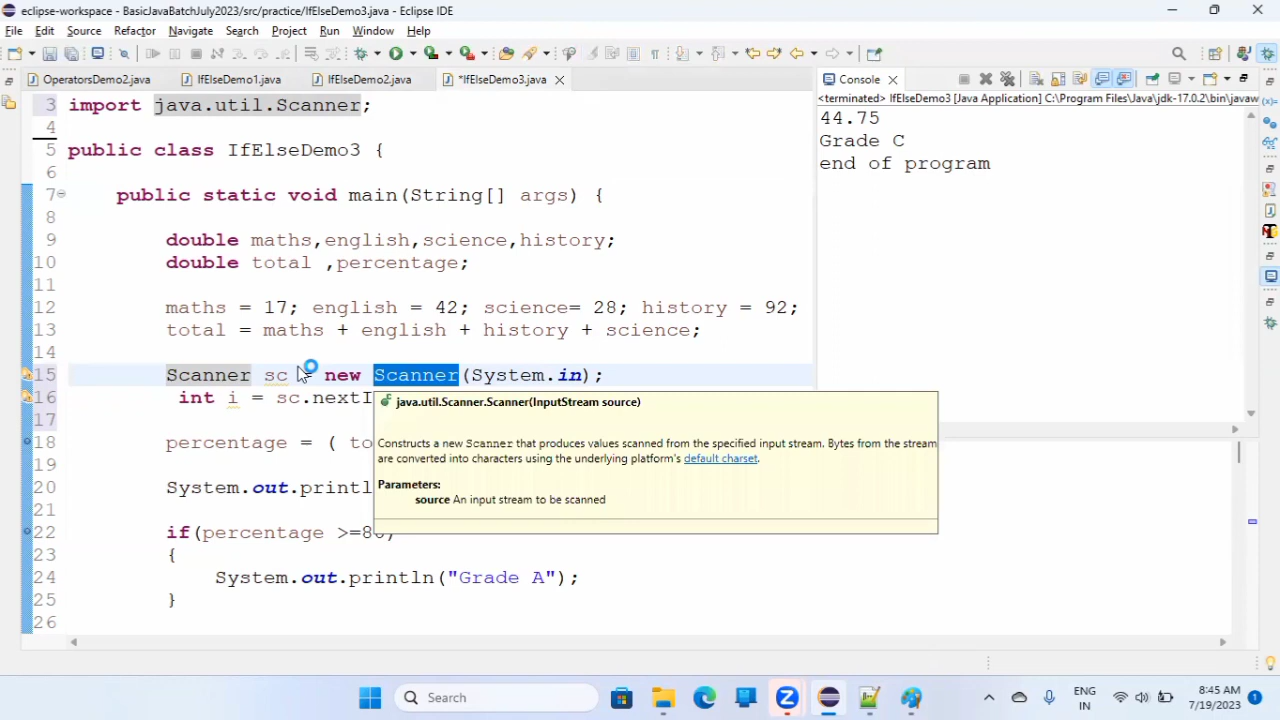 eclipse-workspace - BasicJavaBatchJuly2023/src/practice/IfElseDemo3.java - Eclipse IDE
File Edit Source Refactor Navigate Search Project Run Window Help
OperatorsDemo2.java IfElseDemo1.java IfElseDemo2.java *IfElseDemo3.java
3 import java.util.Scanner;
4
5 public class IfElseDemo3 {
6
7 public static void main(String[] args) {
8
9 double maths,english,science,history;
10 double total ,percentage;
11
12 maths = 17; english = 42; science= 28; history = 92;
13 total = maths + english + history + science;
14
15 Scanner sc = new Scanner(System.in);
16 int i = sc.nextI
17
18 percentage = ( to
19
20 System.out.printl
21
22 if(percentage >=80)
23 {
24 System.out.println("Grade A");
25 }
26
java.util.Scanner.Scanner(InputStream source)
Constructs a new Scanner that produces values scanned from the specified input stream. Bytes from the stream
are converted into characters using the underlying platform's default charset.
Parameters:
source An input stream to be scanned
Console
<terminated> IfElseDemo3 [Java Application] C:\Program Files\Java\jdk-17.0.2\bin\javaw
44.75
Grade C
end of program
Search
ENG
IN
8:45 AM
7/19/2023
1